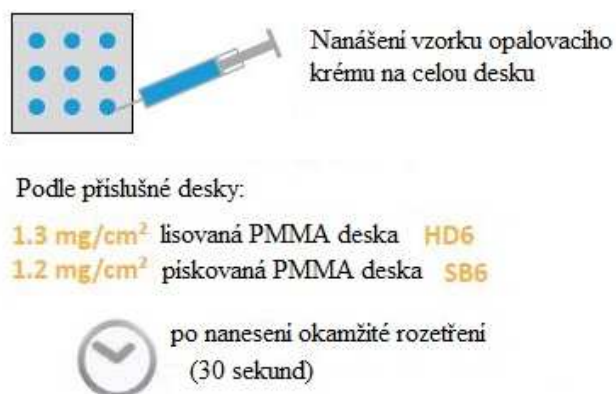 Nanášení vzorku opalovacího
krému na celou desku
Podle příslušné desky:
1.3 mg/cm² lisovaná PMMA deska HD6
1.2 mg/cm² pískovaná PMMA deska SB6
po nanesení okamžité rozetření
(30 sekund)